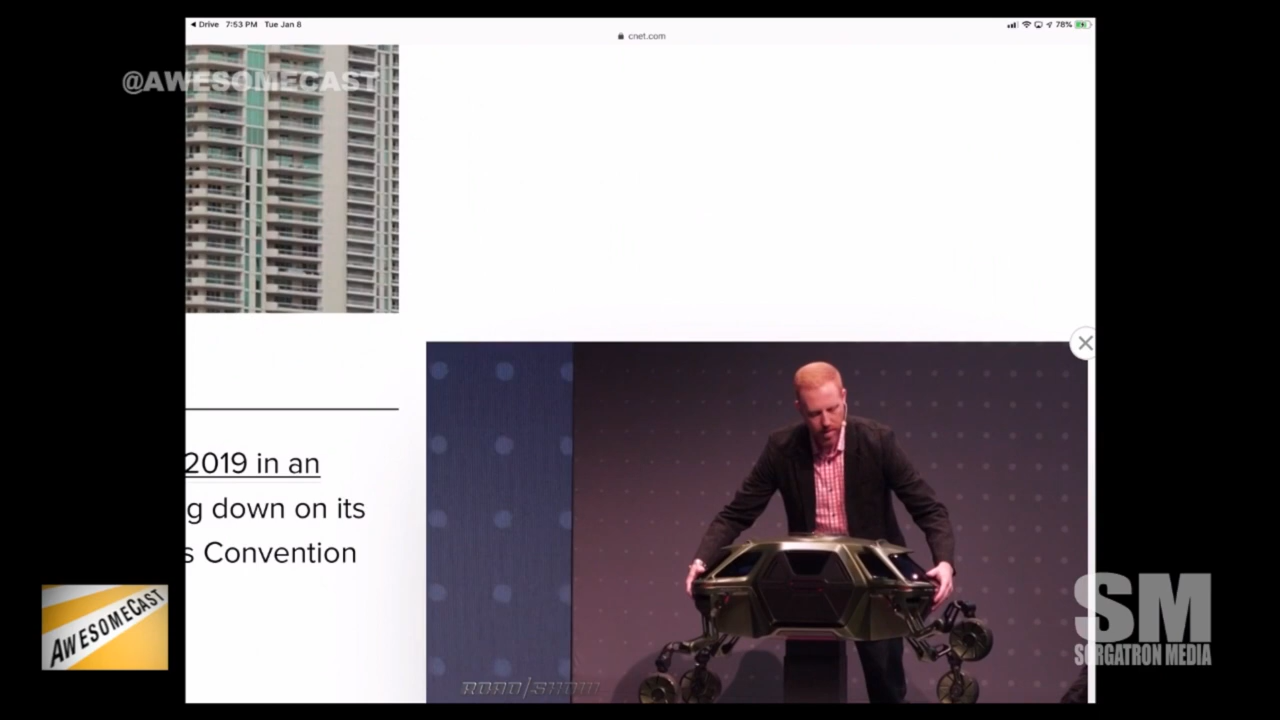 Drive 7:53 PM Tue Jan 8
78%
cnet.com
@AWESOMECAST
2019 in an
g down on its
s Convention
AWESOMECAST
ROAD/SHOW
SM
SORGATRON MEDIA